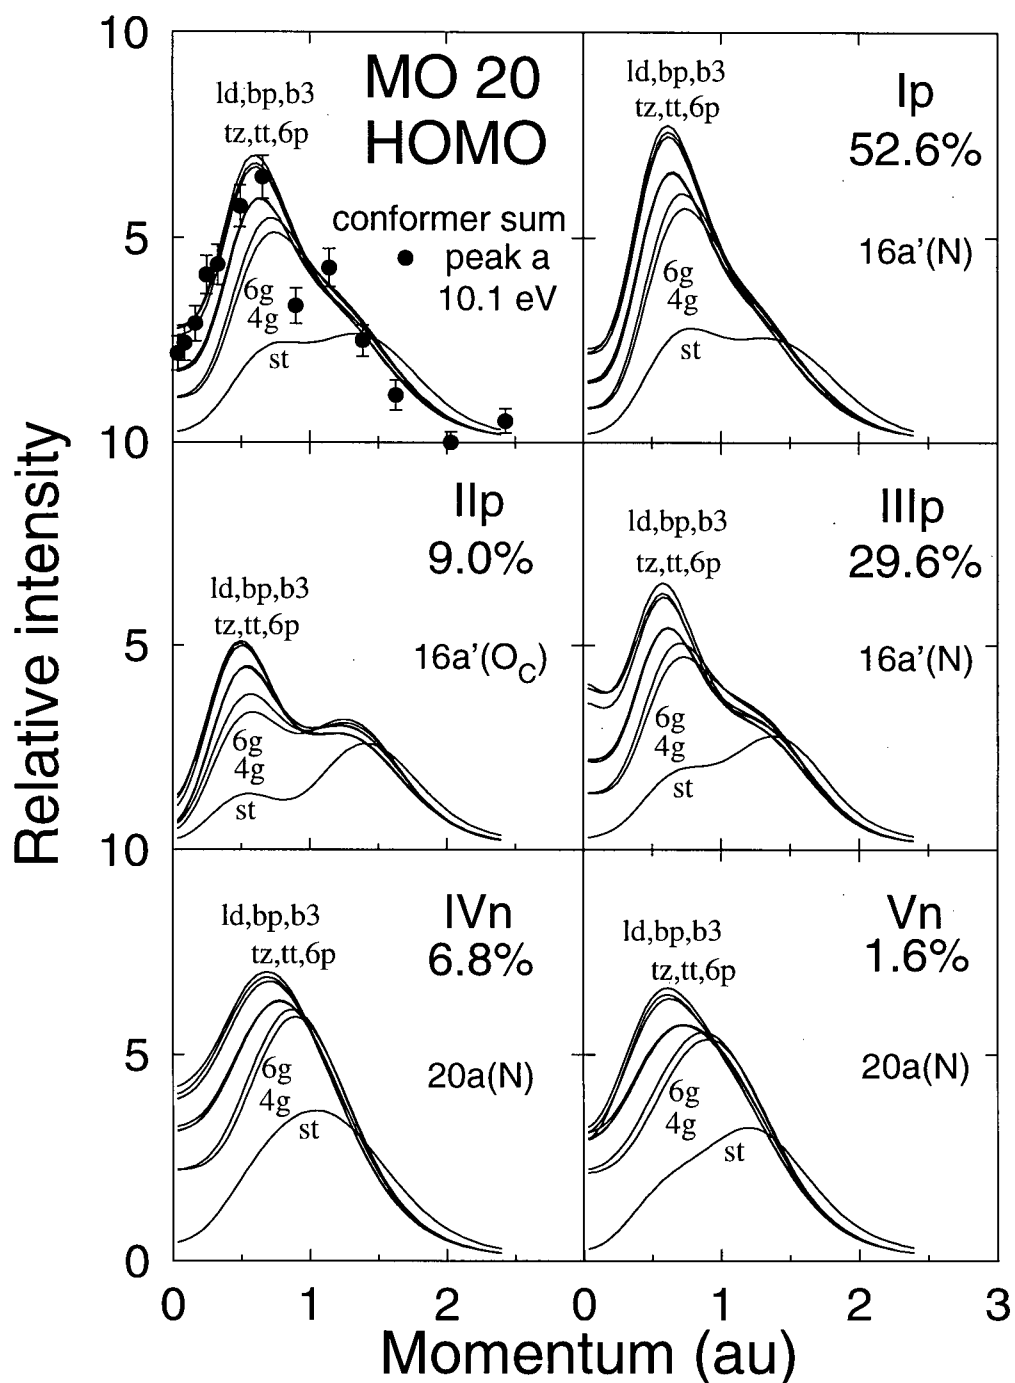 10
MO 20
HOMO
ld,bp,b3
tz,tt,6p
conformer sum
peak a
10.1 eV
5
6g
4g
st
ld,bp,b3
tz,tt,6p
Ip
52.6%
16a'(N)
6g
4g
st
10
IIp
9.0%
ld,bp,b3
tz,tt,6p
16a'(OC)
5
6g
4g
st
ld,bp,b3
tz,tt,6p
IIIp
29.6%
16a'(N)
6g
4g
st
10
ld,bp,b3
tz,tt,6p
IVn
6.8%
20a(N)
5
6g
4g
st
0
ld,bp,b3
tz,tt,6p
Vn
1.6%
20a(N)
6g
4g
st
0 1 2 0 1 2 3
Momentum (au)
Relative intensity